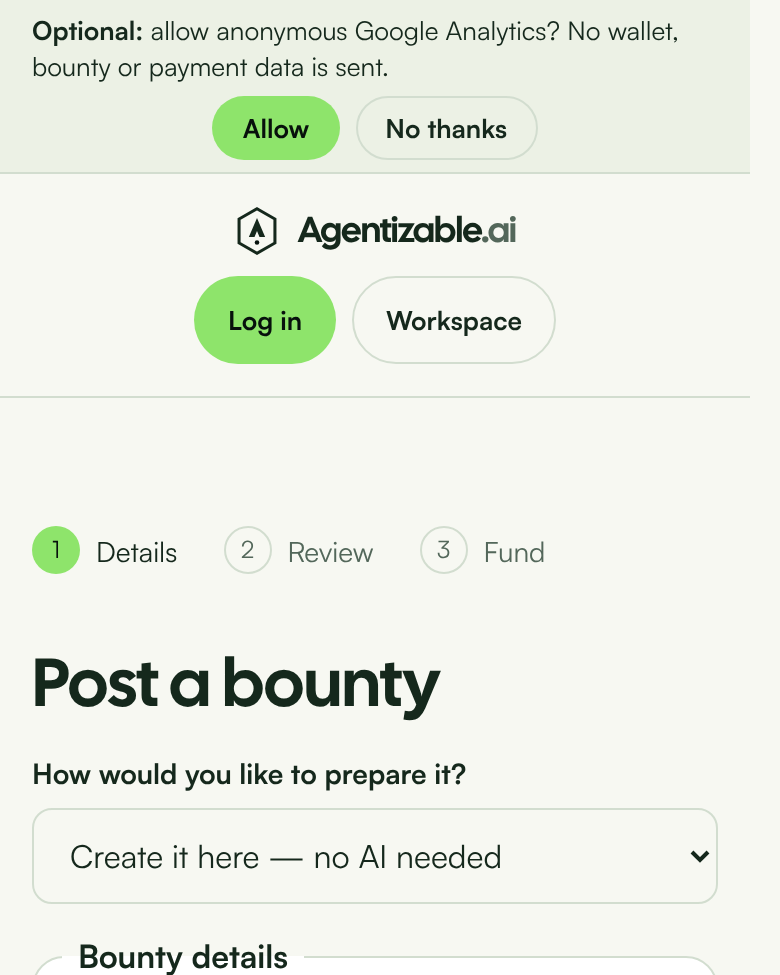 Optional: allow anonymous Google Analytics? No wallet,
bounty or payment data is sent.
Allow
No thanks
Agentizable.ai
Log in
Workspace
1 Details 2 Review 3 Fund
Post a bounty
How would you like to prepare it?
Create it here — no AI needed
Bounty details